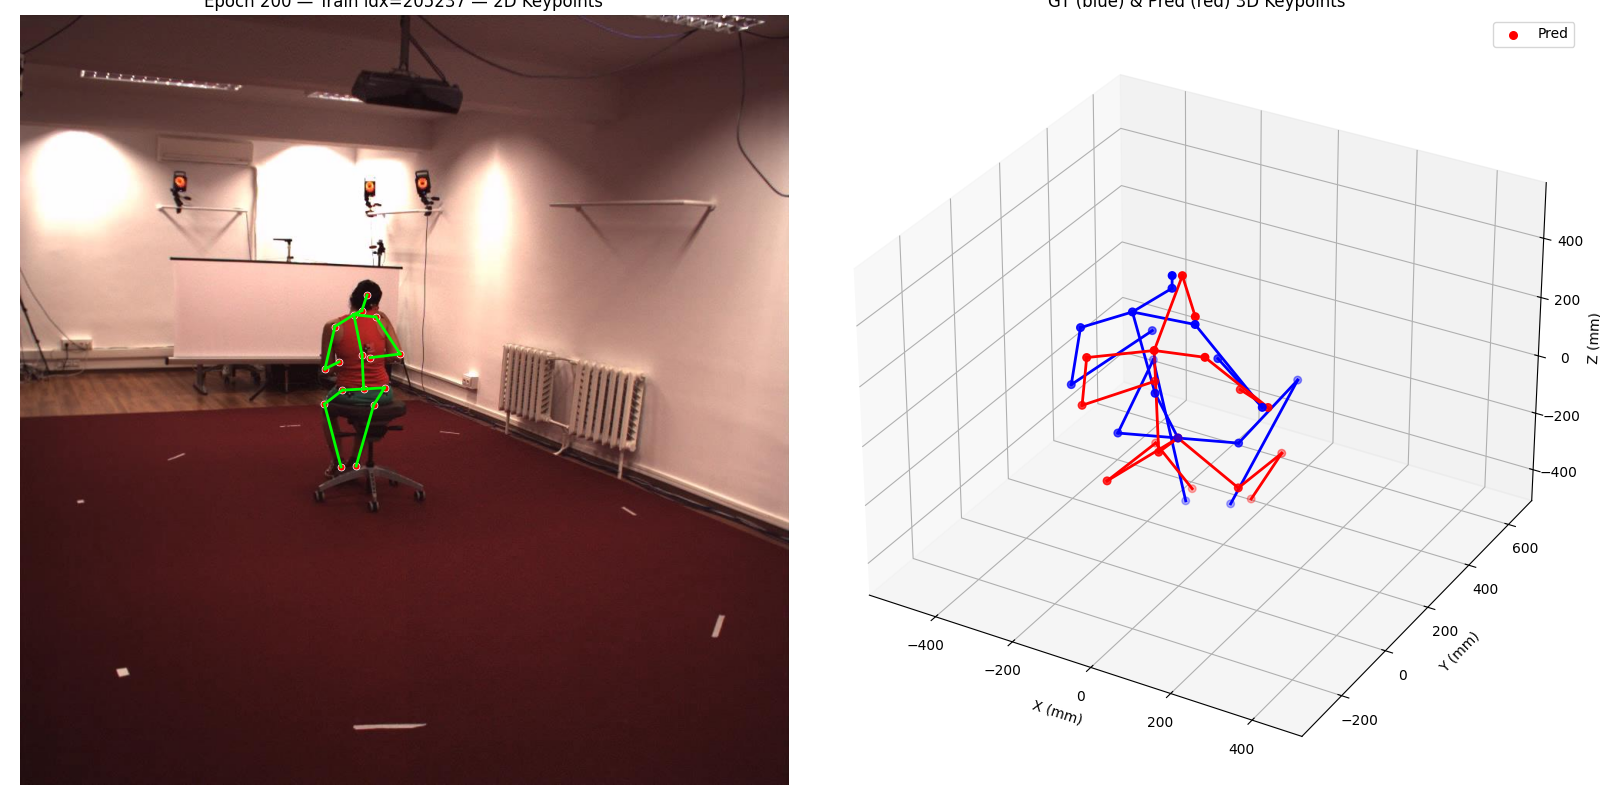 Epoch 200 — Train idx=205237 — 2D Keypoints
GT (blue) & Pred (red) 3D Keypoints
Pred
400
200
0
−200
−400
Z (mm)
600
400
200
0
−200
Y (mm)
−400
−200
0
200
400
X (mm)